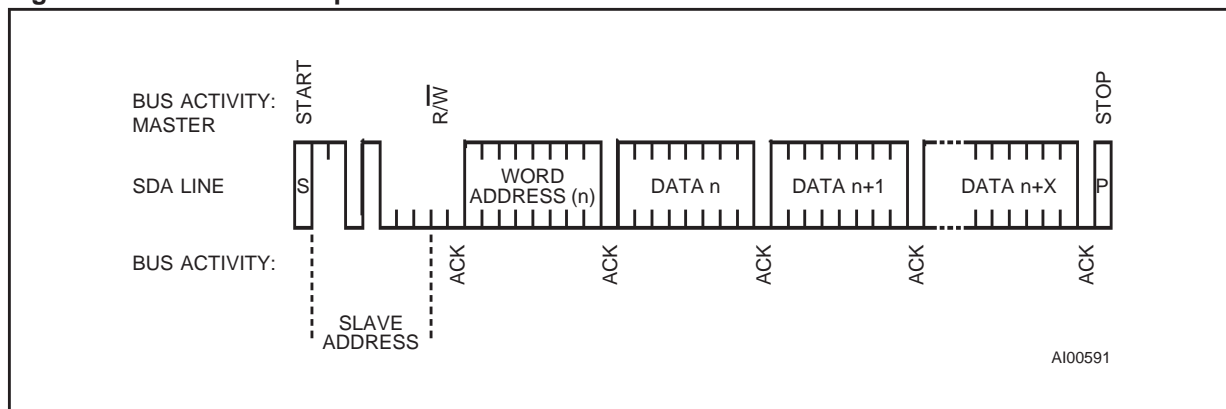 BUS ACTIVITY:
MASTER
START
R/W
STOP
SDA LINE
S
WORD
ADDRESS (n)
DATA n
DATA n+1
DATA n+X
P
BUS ACTIVITY:
ACK
ACK
ACK
ACK
ACK
SLAVE
ADDRESS
AI00591